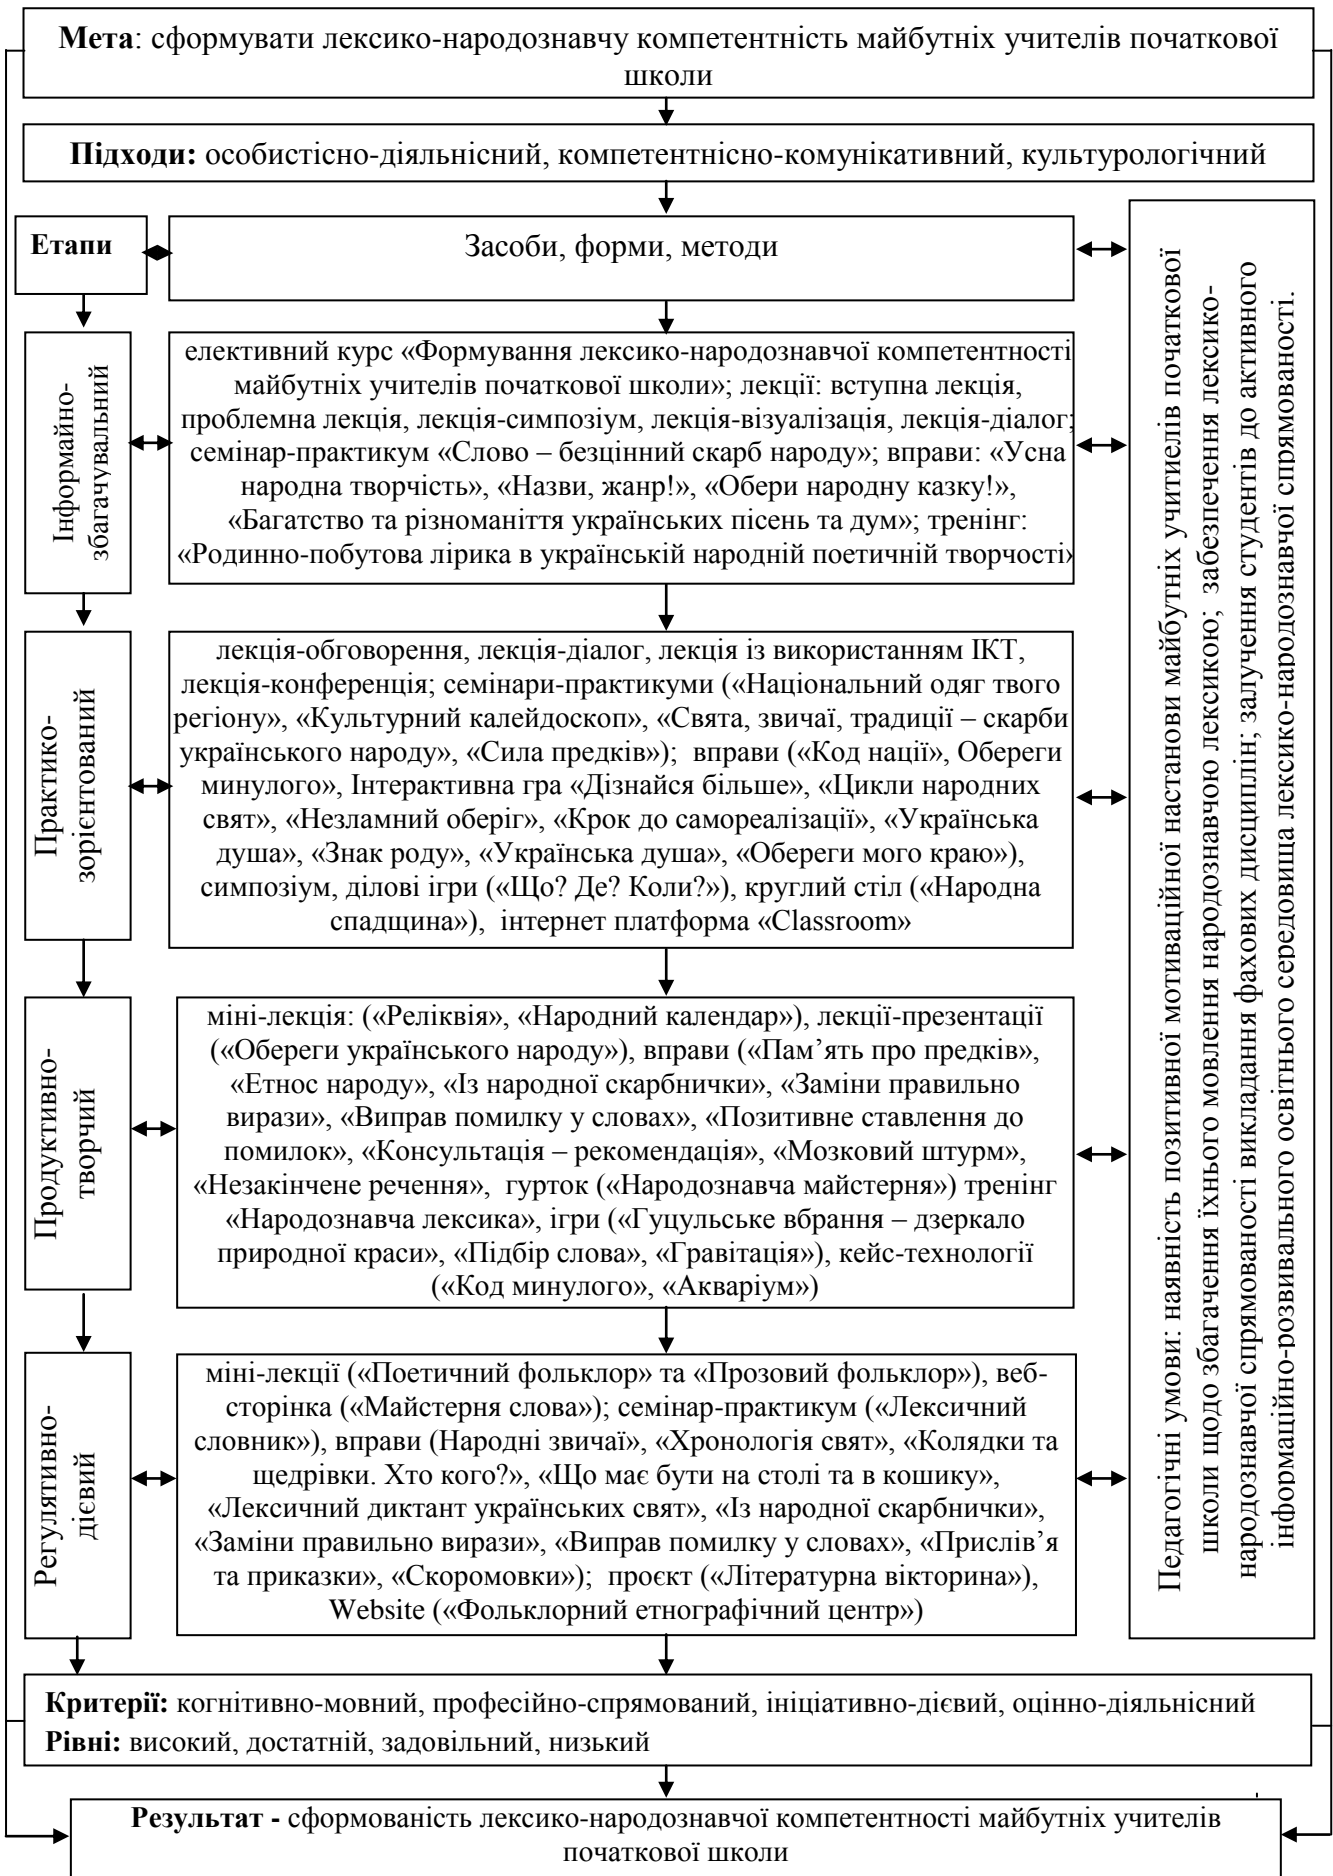 Мета: сформувати лексико-народознавчу компетентність майбутніх учителів початкової
школи
Підходи: особистісно-діяльнісний, компетентнісно-комунікативний, культурологічний
Етапи
Засоби, форми, методи
Інформайно-
збагачувальний
елективний курс «Формування лексико-народознавчої компетентності
майбутніх учителів початкової школи»; лекції: вступна лекція,
проблемна лекція, лекція-симпозіум, лекція-візуалізація, лекція-діалог;
семінар-практикум «Слово – безцінний скарб народу»; вправи: «Усна
народна творчість», «Назви, жанр!», «Обери народну казку!»,
«Багатство та різноманіття українських пісень та дум»; тренінг:
«Родинно-побутова лірика в українській народній поетичній творчості»
Практико-
зорієнтований
лекція-обговорення, лекція-діалог, лекція із використанням ІКТ,
лекція-конференція; семінари-практикуми («Національний одяг твого
регіону», «Культурний калейдоскоп», «Свята, звичаї, традиції – скарби
українського народу», «Сила предків»); вправи («Код нації», Обереги
минулого», Інтерактивна гра «Дізнайся більше», «Цикли народних
свят», «Незламний оберіг», «Крок до самореалізації», «Українська
душа», «Знак роду», «Українська душа», «Обереги мого краю»),
симпозіум, ділові ігри («Що? Де? Коли?»), круглий стіл («Народна
спадщина»), інтернет платформа «Classroom»
Продуктивно-
творчий
міні-лекція: («Реліквія», «Народний календар»), лекції-презентації
(«Обереги українського народу»), вправи («Пам’ять про предків»,
«Етнос народу», «Із народної скарбнички», «Заміни правильно
вирази», «Виправ помилку у словах», «Позитивне ставлення до
помилок», «Консультація – рекомендація», «Мозковий штурм»,
«Незакінчене речення», гурток («Народознавча майстерня») тренінг
«Народознавча лексика», ігри («Гуцульське вбрання – дзеркало
природної краси», «Підбір слова», «Гравітація»), кейс-технології
(«Код минулого», «Акваріум»)
Регулятивно-
дієвий
міні-лекції («Поетичний фольклор» та «Прозовий фольклор»), веб-
сторінка («Майстерня слова»); семінар-практикум («Лексичний
словник»), вправи (Народні звичаї», «Хронологія свят», «Колядки та
щедрівки. Хто кого?», «Що має бути на столі та в кошику»,
«Лексичний диктант українських свят», «Із народної скарбнички»,
«Заміни правильно вирази», «Виправ помилку у словах», «Прислів’я
та приказки», «Скоромовки»); проєкт («Літературна вікторина»),
Website («Фольклорний етнографічний центр»)
Педагогічні умови: наявність позитивної мотиваційної настанови майбутніх учителів початкової
школи щодо збагачення їхнього мовлення народознавчою лексикою; забезпечення лексико-
народознавчої спрямованості викладання фахових дисциплін; залучення студентів до активного
інформаційно-розвивального освітнього середовища лексико-народознавчої спрямованості.
Критерії: когнітивно-мовний, професійно-спрямований, ініціативно-дієвий, оцінно-діяльнісний
Рівні: високий, достатній, задовільний, низький
Результат - сформованість лексико-народознавчої компетентності майбутніх учителів
початкової школи